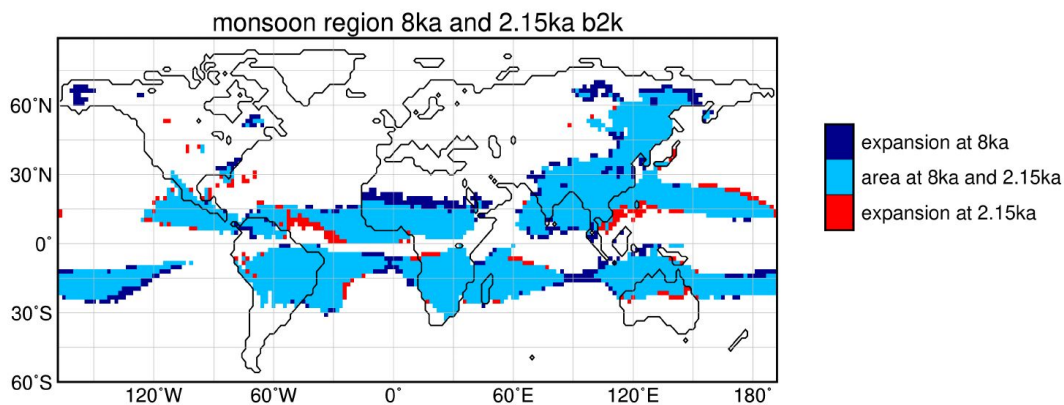 monsoon region 8ka and 2.15ka b2k
60°N
30°N
0°
30°S
60°S
120°W
60°W
0°
60°E
120°E
180°
expansion at 8ka
area at 8ka and 2.15ka
expansion at 2.15ka